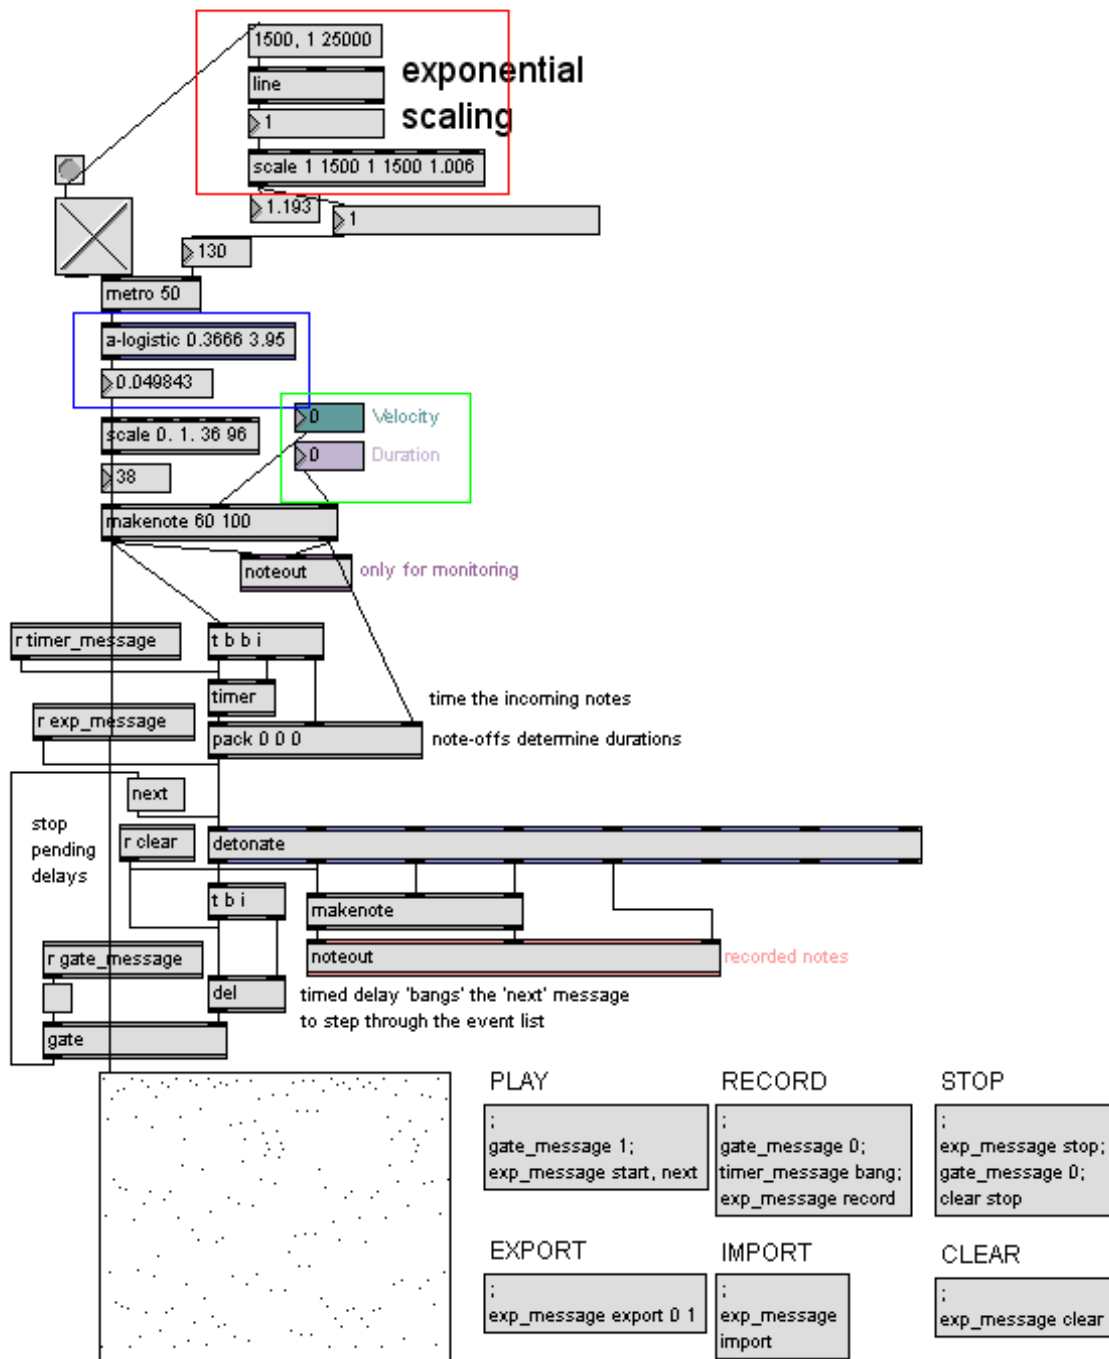 1500, 1 25000
exponential
scaling
line
1
scale 1 1500 1 1500 1.006
1.193
1
130
metro 50
a-logistic 0.3666 3.95
0.049843
0
Velocity
scale 0. 1. 36 96
0
Duration
38
makenote 60 100
noteout
only for monitoring
r timer_message
t b b i
timer
time the incoming notes
r exp_message
pack 0 0 0
note-offs determine durations
next
stop
pending
delays
r clear
detonate
t b i
makenote
r gate_message
noteout
recorded notes
del
timed delay 'bangs' the 'next' message
to step through the event list
gate
PLAY
;
gate_message 1;
exp_message start, next
RECORD
;
gate_message 0;
timer_message bang;
exp_message record
STOP
;
exp_message stop;
gate_message 0;
clear stop
EXPORT
;
exp_message export 0 1
IMPORT
;
exp_message
import
CLEAR
;
exp_message clear